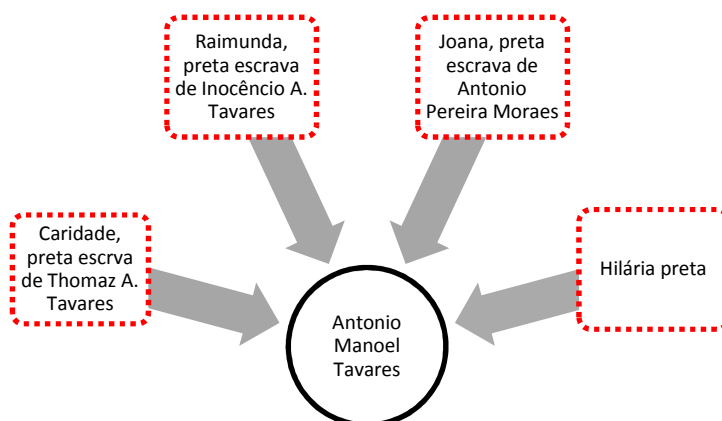 Raimunda,
preta escrava
de Inocêncio A.
Tavares
Joana, preta
escrava de
Antonio
Pereira Moraes
Caridade,
preta escrva
de Thomaz A.
Tavares
Hilária preta
Antonio
Manoel
Tavares